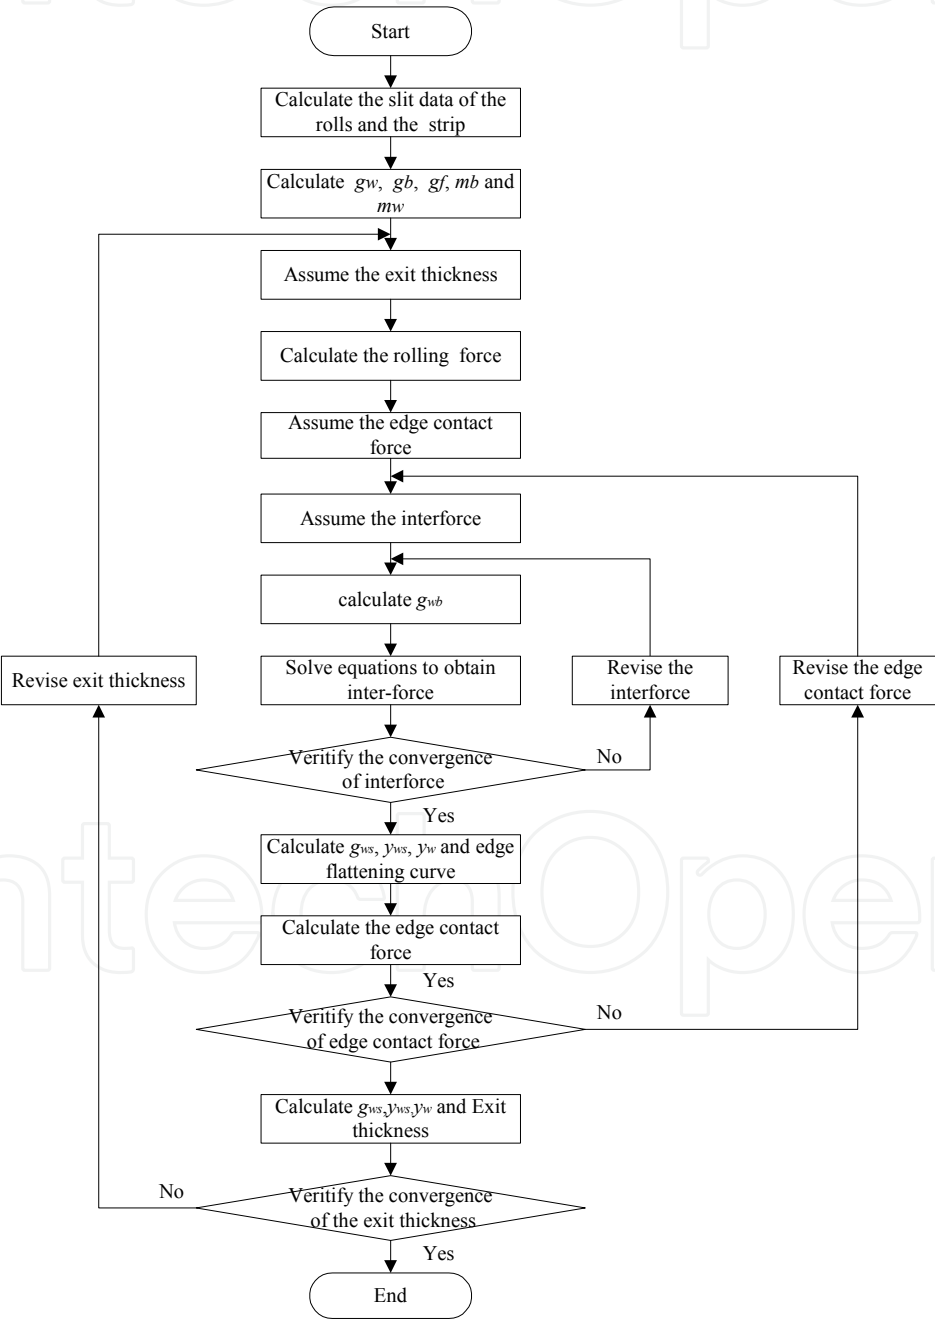 Start
Calculate the slit data of the
rolls and the strip
Calculate gw, gb, gf, mb and
mw
Assume the exit thickness
Calculate the rolling force
Assume the edge contact
force
Assume the interforce
calculate gwb
Revise exit thickness
Solve equations to obtain
inter-force
Revise the
interforce
Revise the edge
contact force
Veritify the convergence
of interforce
No
Yes
Calculate gws, yws, yw and edge
flattening curve
Calculate the edge contact
force
Yes
Veritify the convergence
of edge contact force
No
Calculate gws,yws,yw and Exit
thickness
No
Veritify the convergence
of the exit thickness
Yes
End
ntechOpen